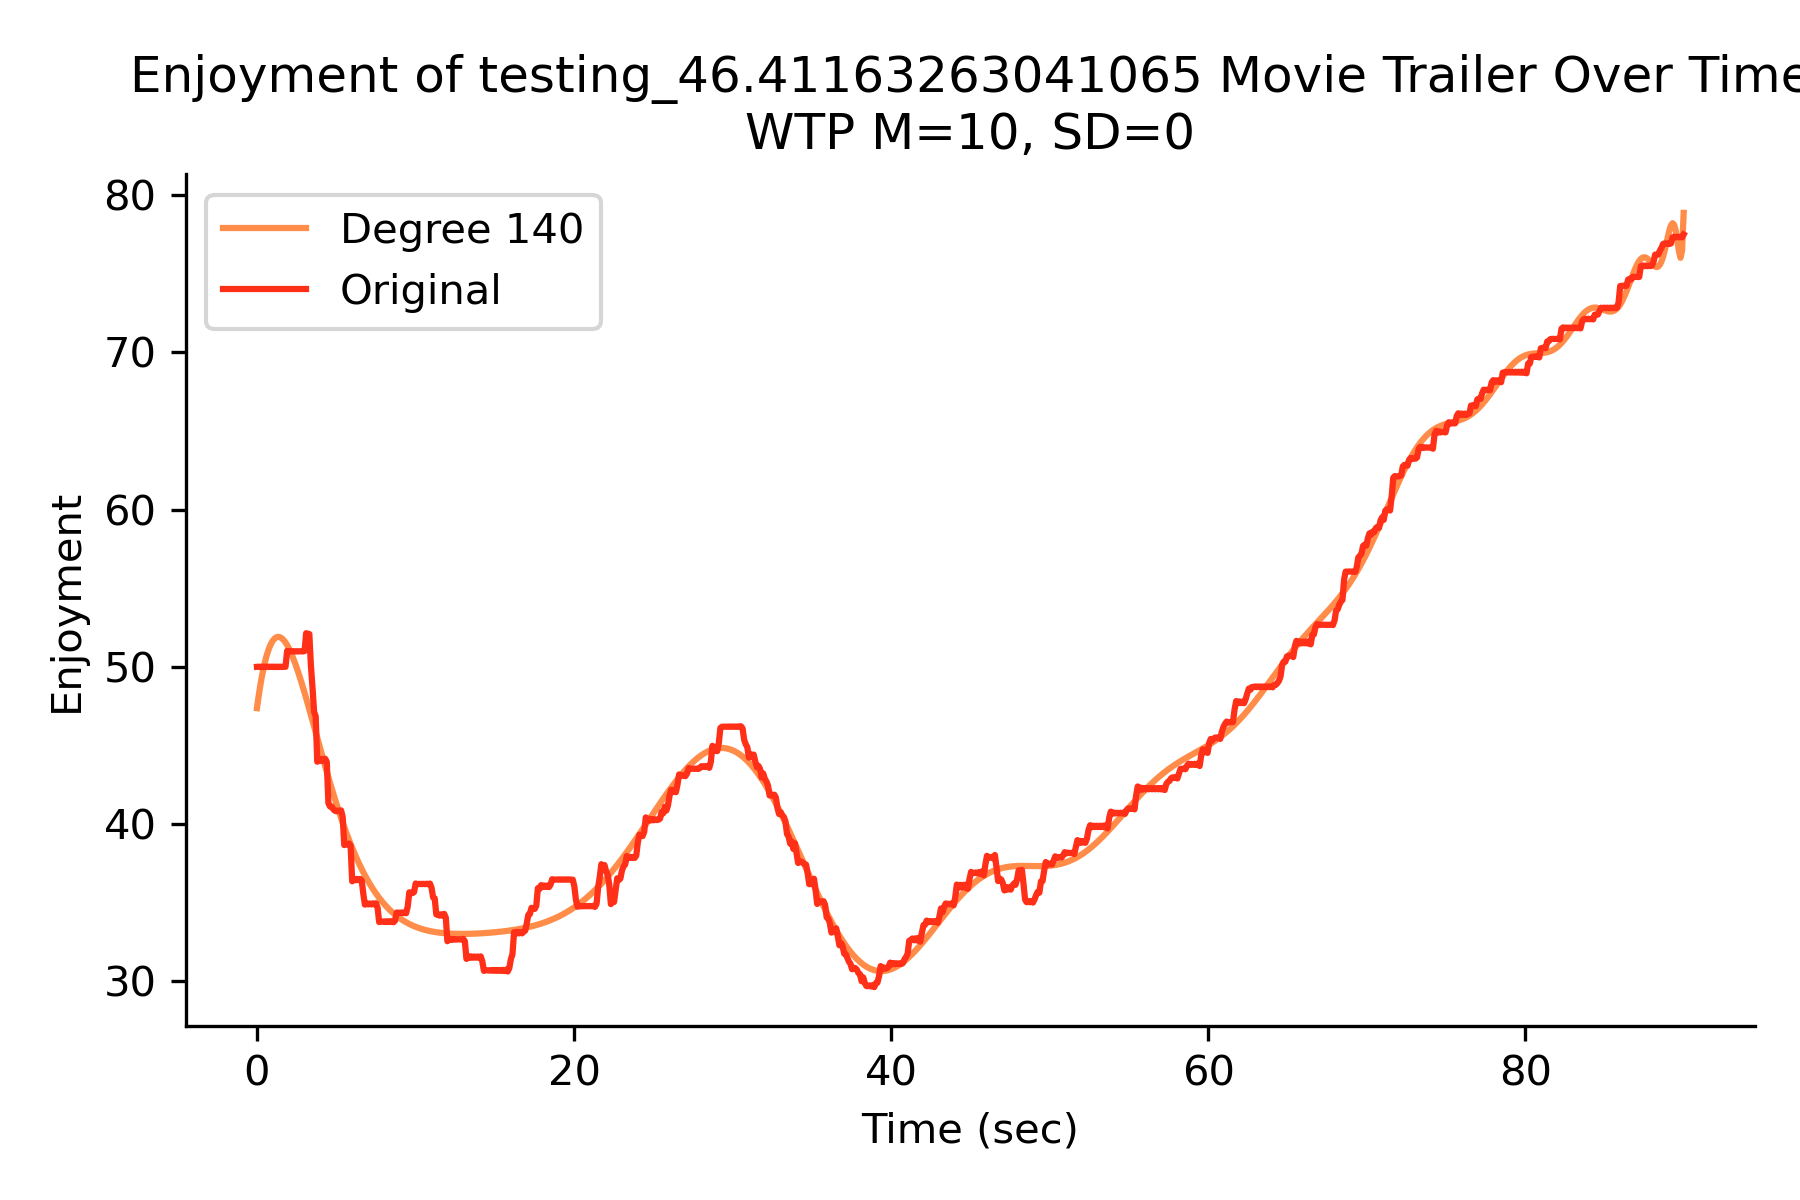 Enjoyment of testing_46.41163263041065 Movie Trailer Over Time
WTP M=10, SD=0
Degree 140
Original
80
70
60
50
40
30
Enjoyment
0 20 40 60 80
Time (sec)